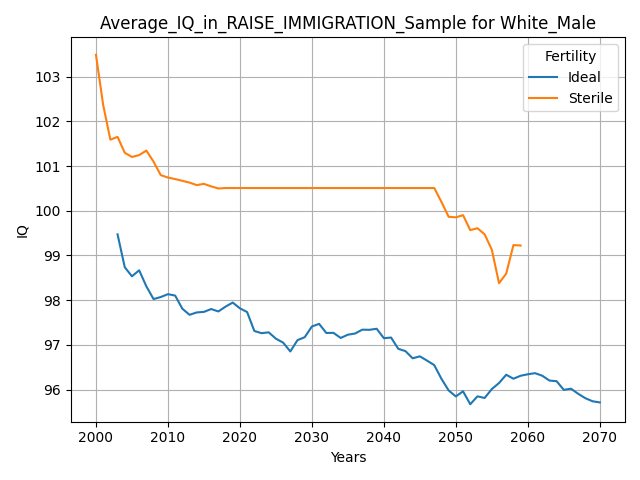 Average_IQ_in_RAISE_IMMIGRATION_Sample for White_Male
Fertility
Ideal
Sterile
103
102
101
100
99
98
97
96
IQ
2000 2010 2020 2030 2040 2050 2060 2070
Years